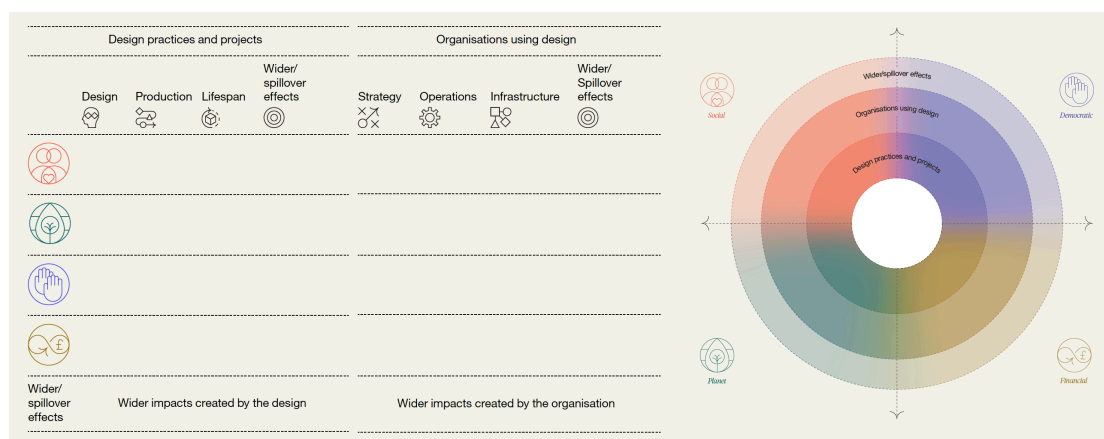 Design practices and projects
Organisations using design
Design
Production
Lifespan
Wider/
spillover
effects
Strategy
Operations
Infrastructure
Wider/
Spillover
effects
£
£
Wider/
spillover
effects
Wider impacts created by the design
Wider impacts created by the organisation
Wider/spillover effects
Organisations using design
Design practices and projects
Social
Democratic
Planet
Financial